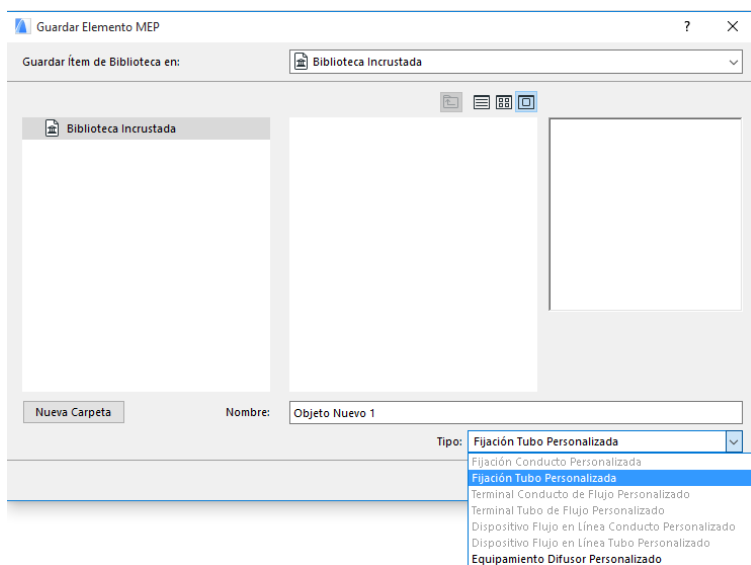 Guardar Elemento MEP
Guardar Ítem de Biblioteca en:
Biblioteca Incrustada
Biblioteca Incrustada
Nueva Carpeta
Nombre:
Objeto Nuevo 1
Tipo:
Fijación Tubo Personalizada
Fijación Conducto Personalizada
Fijación Tubo Personalizada
Terminal Conducto de Flujo Personalizado
Terminal Tubo de Flujo Personalizado
Dispositivo Flujo en Línea Conducto Personalizado
Dispositivo Flujo en Línea Tubo Personalizado
Equipamiento Difusor Personalizado